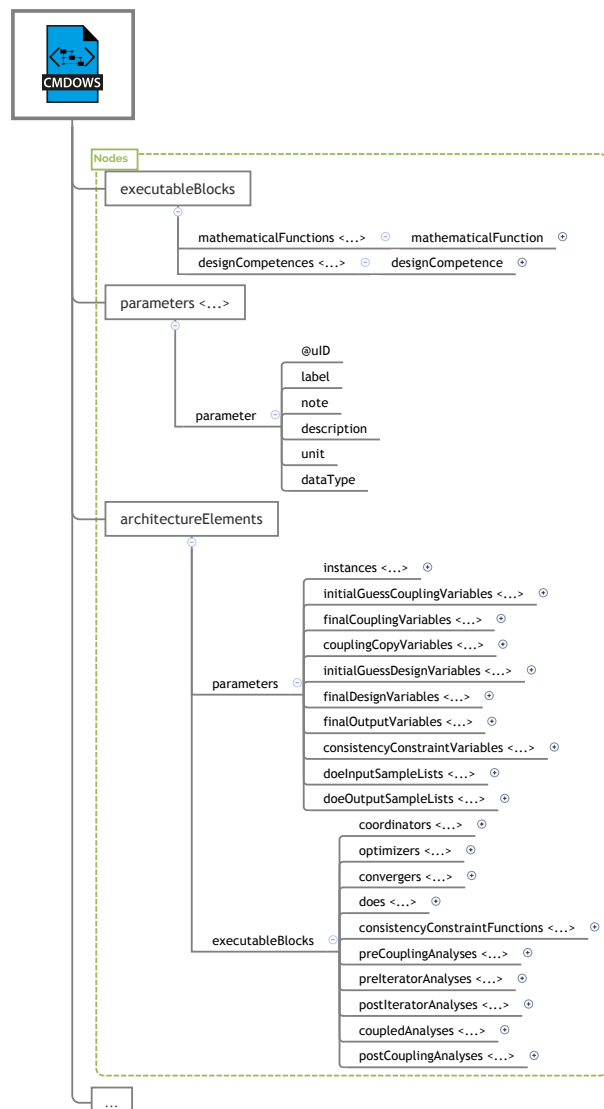 CMDOWS
Nodes
executableBlocks
mathematicalFunctions <...> mathematicalFunction
designCompetences <...> designCompetence
parameters <...>
@uID
label
note
parameter
description
unit
dataType
architectureElements
instances <...>
initialGuessCouplingVariables <...>
finalCouplingVariables <...>
couplingCopyVariables <...>
initialGuessDesignVariables <...>
parameters
finalDesignVariables <...>
finalOutputVariables <...>
consistencyConstraintVariables <...>
doeInputSampleLists <...>
doeOutputSampleLists <...>
coordinators <...>
optimizers <...>
convergers <...>
does <...>
consistencyConstraintFunctions <...>
executableBlocks
preCouplingAnalyses <...>
preIteratorAnalyses <...>
postIteratorAnalyses <...>
coupledAnalyses <...>
postCouplingAnalyses <...>
...